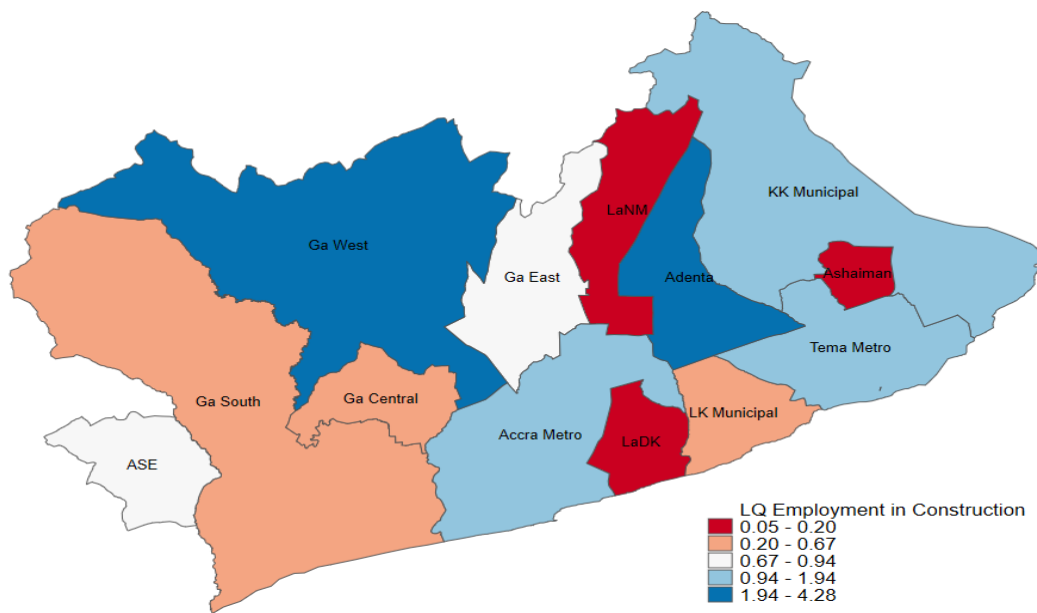 KK Municipal
LaNM
Ga West
Ga East
Adenta
Ashaiman
Tema Metro
Ga South
Ga Central
LK Municipal
Accra Metro
LaDK
ASE
LQ Employment in Construction
0.05 - 0.20
0.20 - 0.67
0.67 - 0.94
0.94 - 1.94
1.94 - 4.28